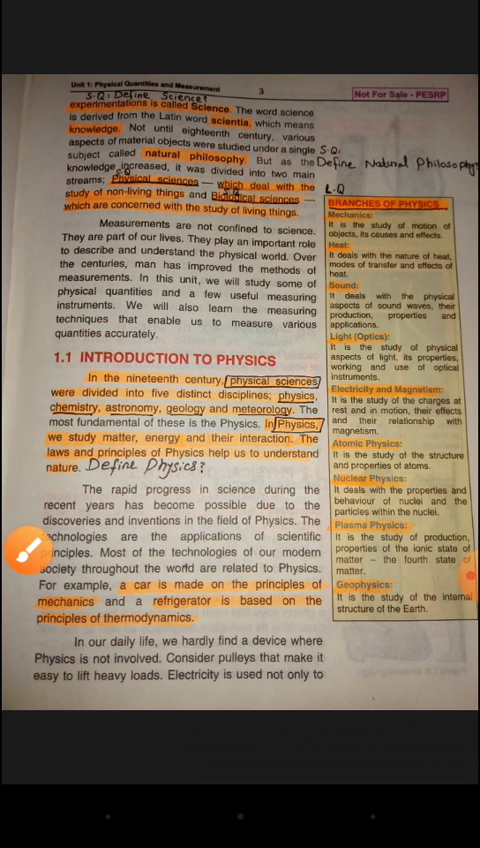 Unit 1: Physical Quantities and Measurement
3
Not For Sale - PESRP
S.Q: Define Science?
experimentations is called Science. The word science
is derived from the Latin word scientia, which means
knowledge. Not until eighteenth century, various
aspects of material objects were studied under a single
subject called natural philosophy. But as the
knowledge increased, it was divided into two main
streams; Physical sciences — which deal with the
study of non-living things and Biological sciences —
which are concerned with the study of living things.
S.Q:
Define Natural Philosophy?
S.Q
S.Q
Measurements are not confined to science.
They are part of our lives. They play an important role
to describe and understand the physical world. Over
the centuries, man has improved the methods of
measurements. In this unit, we will study some of
physical quantities and a few useful measuring
instruments. We will also learn the measuring
techniques that enable us to measure various
quantities accurately.
1.1 INTRODUCTION TO PHYSICS
In the nineteenth century, physical sciences
were divided into five distinct disciplines; physics,
chemistry, astronomy, geology and meteorology. The
most fundamental of these is the Physics. In Physics,
we study matter, energy and their interaction. The
laws and principles of Physics help us to understand
nature. Define Physics?
The rapid progress in science during the
recent years has become possible due to the
discoveries and inventions in the field of Physics. The
technologies are the applications of scientific
principles. Most of the technologies of our modern
society throughout the world are related to Physics.
For example, a car is made on the principles of
mechanics and a refrigerator is based on the
principles of thermodynamics.
In our daily life, we hardly find a device where
Physics is not involved. Consider pulleys that make it
easy to lift heavy loads. Electricity is used not only to
L.Q
BRANCHES OF PHYSICS
Mechanics:
It is the study of motion of
objects, its causes and effects.
Heat:
It deals with the nature of heat,
modes of transfer and effects of
heat.
Sound:
It deals with the physical
aspects of sound waves, their
production, properties and
applications.
Light (Optics):
It is the study of physical
aspects of light, its properties,
working and use of optical
instruments.
Electricity and Magnetism:
It is the study of the charges at
rest and in motion, their effects
and their relationship with
magnetism.
Atomic Physics:
It is the study of the structure
and properties of atoms.
Nuclear Physics:
It deals with the properties and
behaviour of nuclei and the
particles within the nuclei.
Plasma Physics:
It is the study of production,
properties of the ionic state of
matter – the fourth state of
matter.
Geophysics:
It is the study of the internal
structure of the Earth.